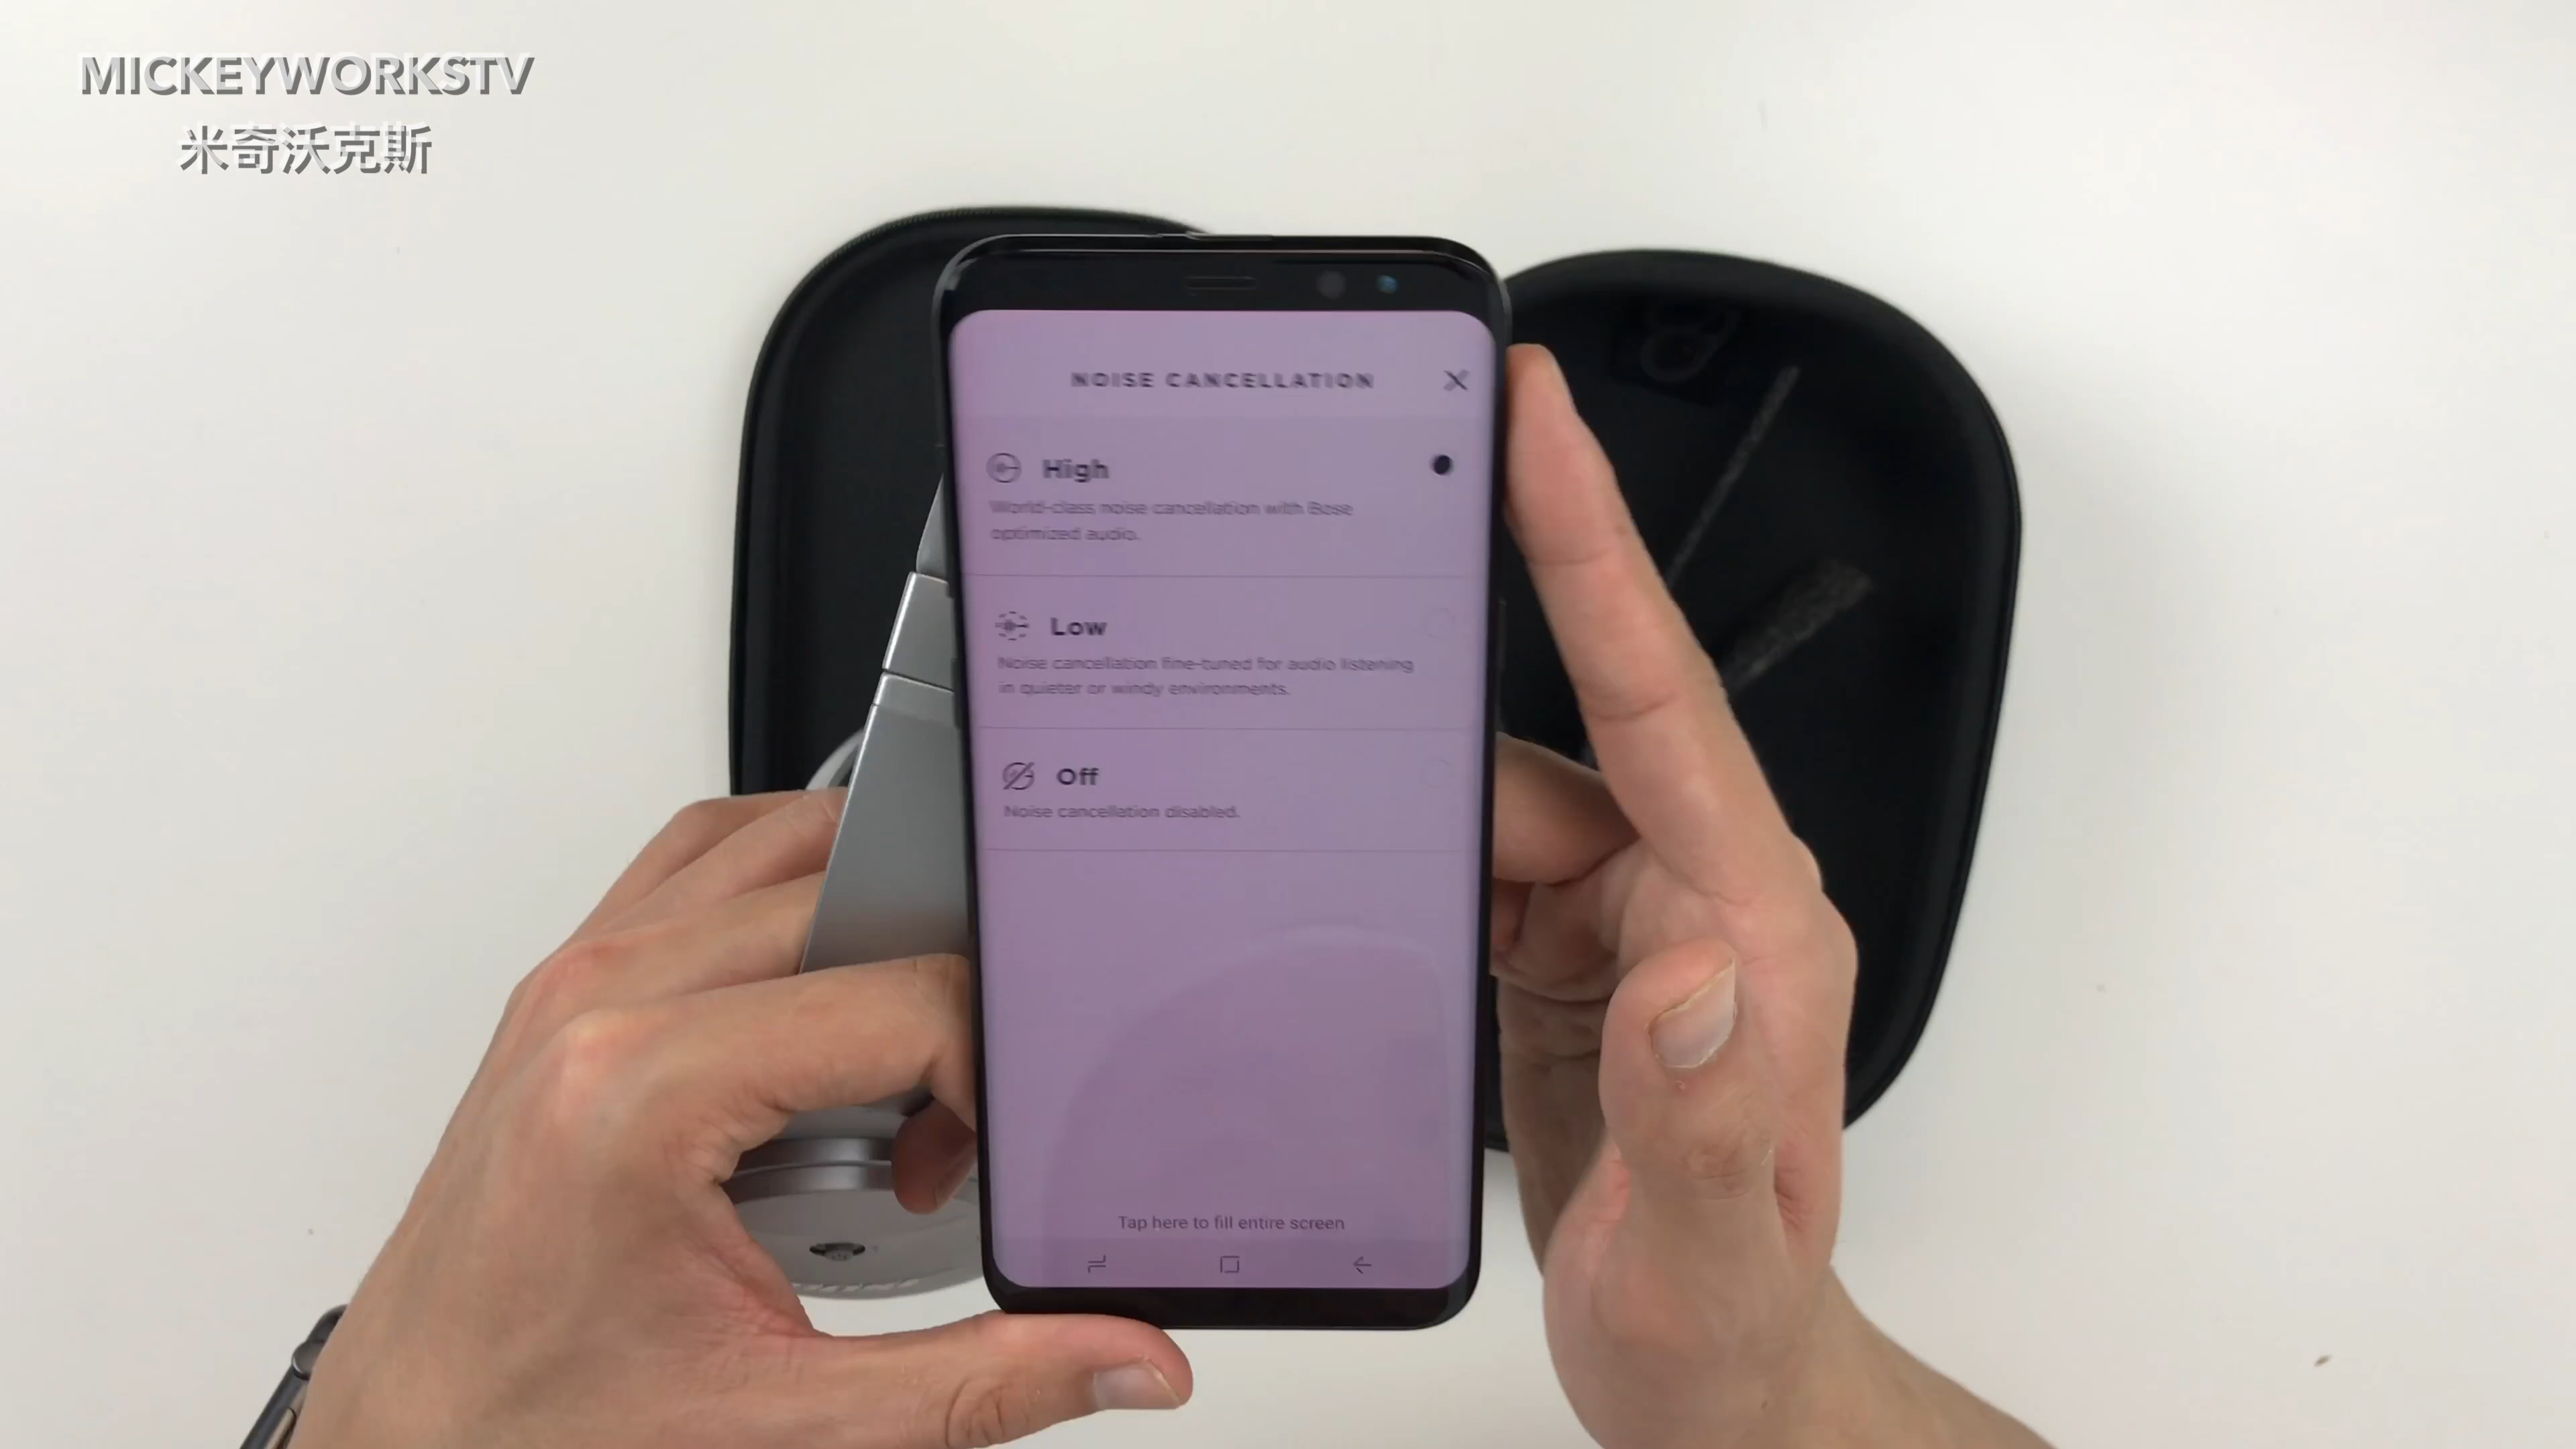 MICKEYWORKSTV
米奇沃克斯
NOISE CANCELLATION
High
World-class noise cancellation with Bose
optimized audio.
Low
Noise cancellation fine-tuned for audio listening
in quieter or windy environments.
Off
Noise cancellation disabled.
Tap here to fill entire screen